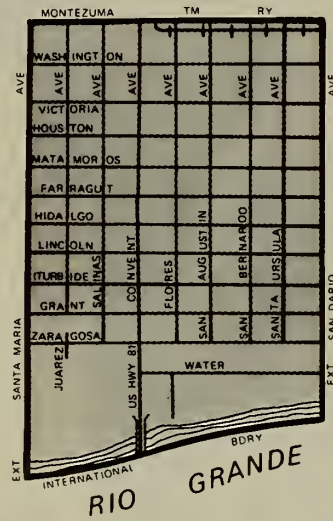 MONTEZUMA TM RY
WASHINGTON
AVE AVE AVE AVE AVE AVE AVE AVE
VICTORIA
HOUSTON
MATAMOROS
FARRAGUT
HIDALGO
LINCOLN
ITURBIDE
GRANT
ZARAGOSA
SANTA MARIA
JUAREZ
SALINAS
CONVENT
US HWY 81
FLORES
SAN AUGUSTIN
SAN BERNARDO
SANTA URSULA
SAN DARIO
WATER
EXT
EXT
INTERNATIONAL BDRY
RIO GRANDE